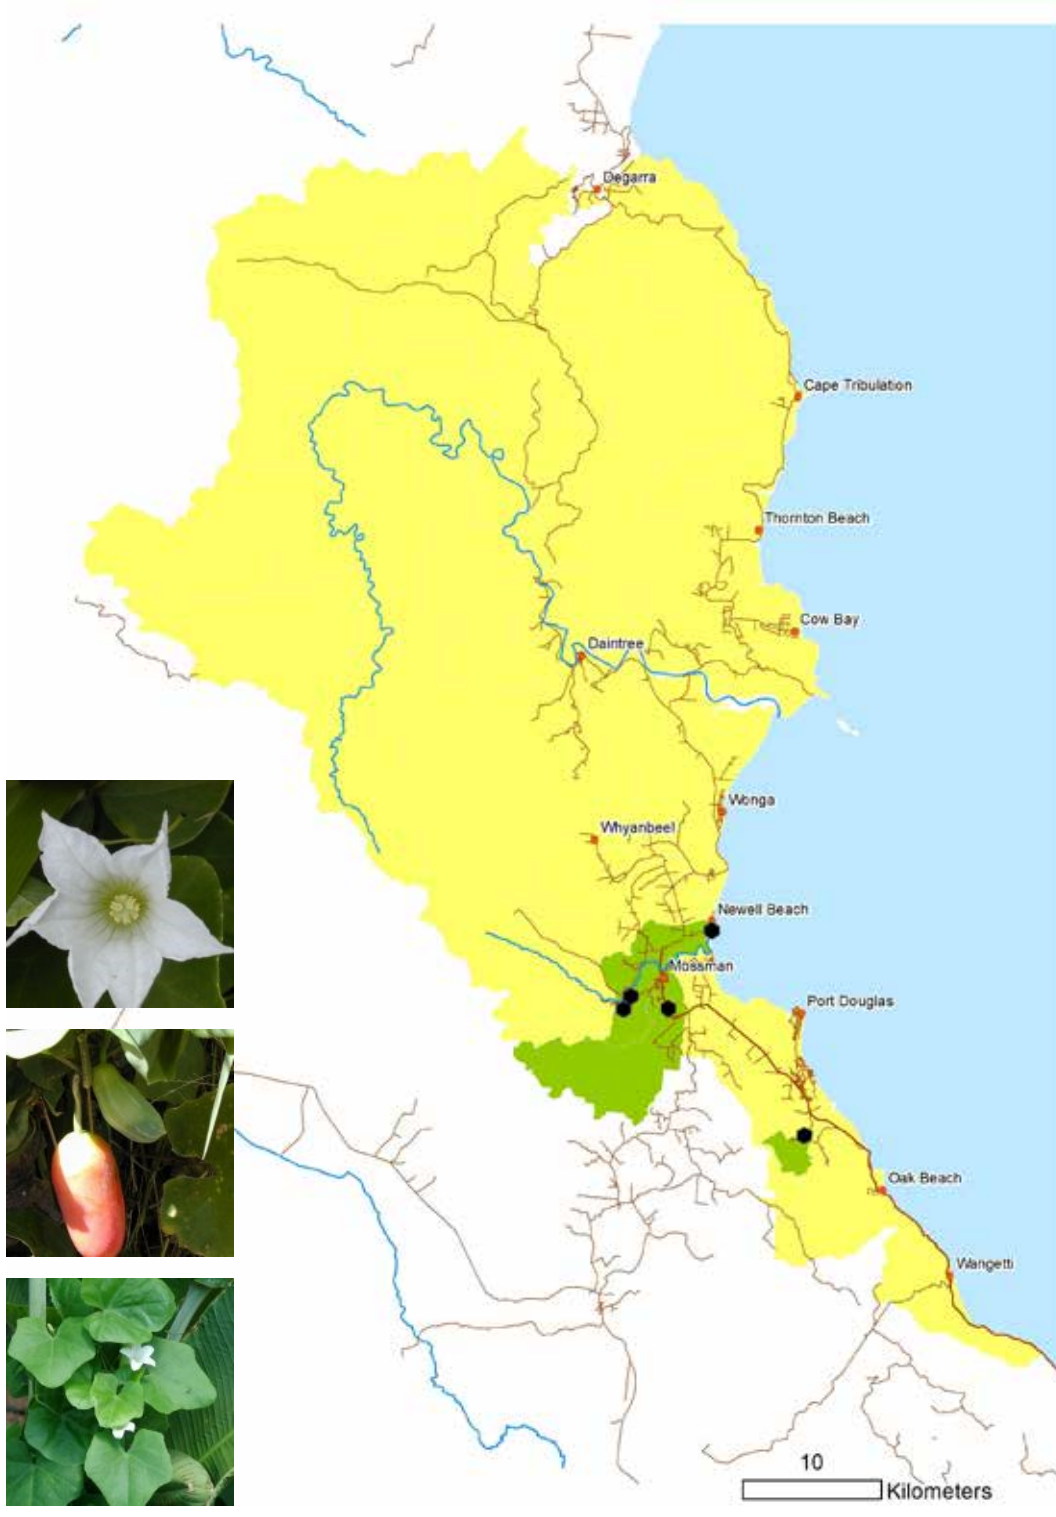 Degarra
Cape Tribulation
Thornton Beach
Cow Bay
Daintree
Wonga
Whyanbeel
Newell Beach
Mossman
Port Douglas
Oak Beach
Wangetti
10
Kilometers